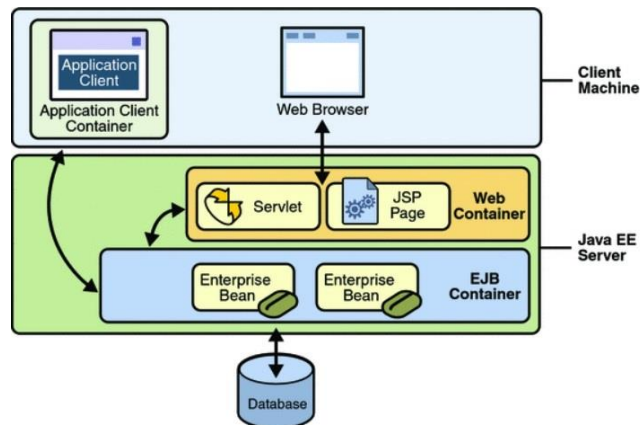 Application
Client
Application Client
Container
Web Browser
Client
Machine
Servlet
JSP
Page
Web
Container
Java EE
Server
Enterprise
Bean
Enterprise
Bean
EJB
Container
Database